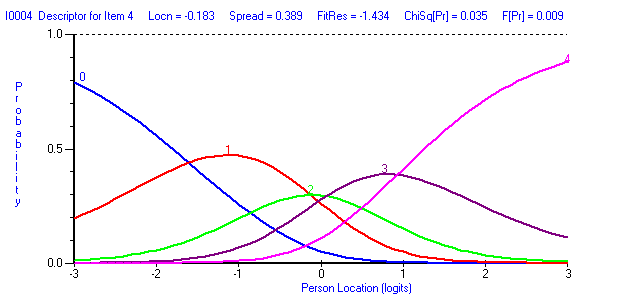 I0004 Descriptor for Item 4 Locn = -0.183 Spread = 0.389 FitRes = -1.434 ChiSq[Pr] = 0.035 F[Pr] = 0.009
1.0
0.5
0.0
Probability
0
1
2
3
4
-3 -2 -1 0 1 2 3
Person Location (logits)